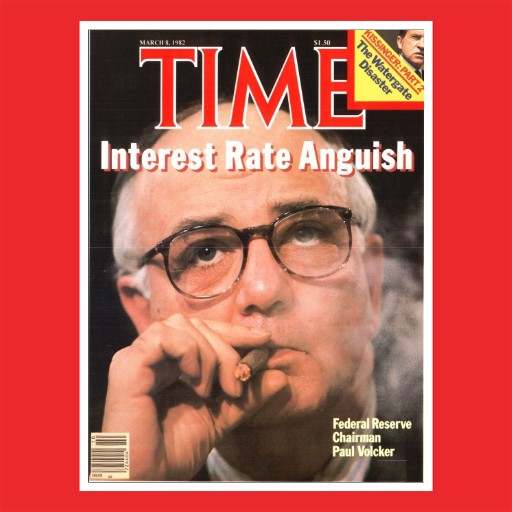 MARCH 8, 1982
$1.50
TIME
KISSINGER: PART 2
The Watergate
Disaster
Interest Rate Anguish
Federal Reserve
Chairman
Paul Volcker